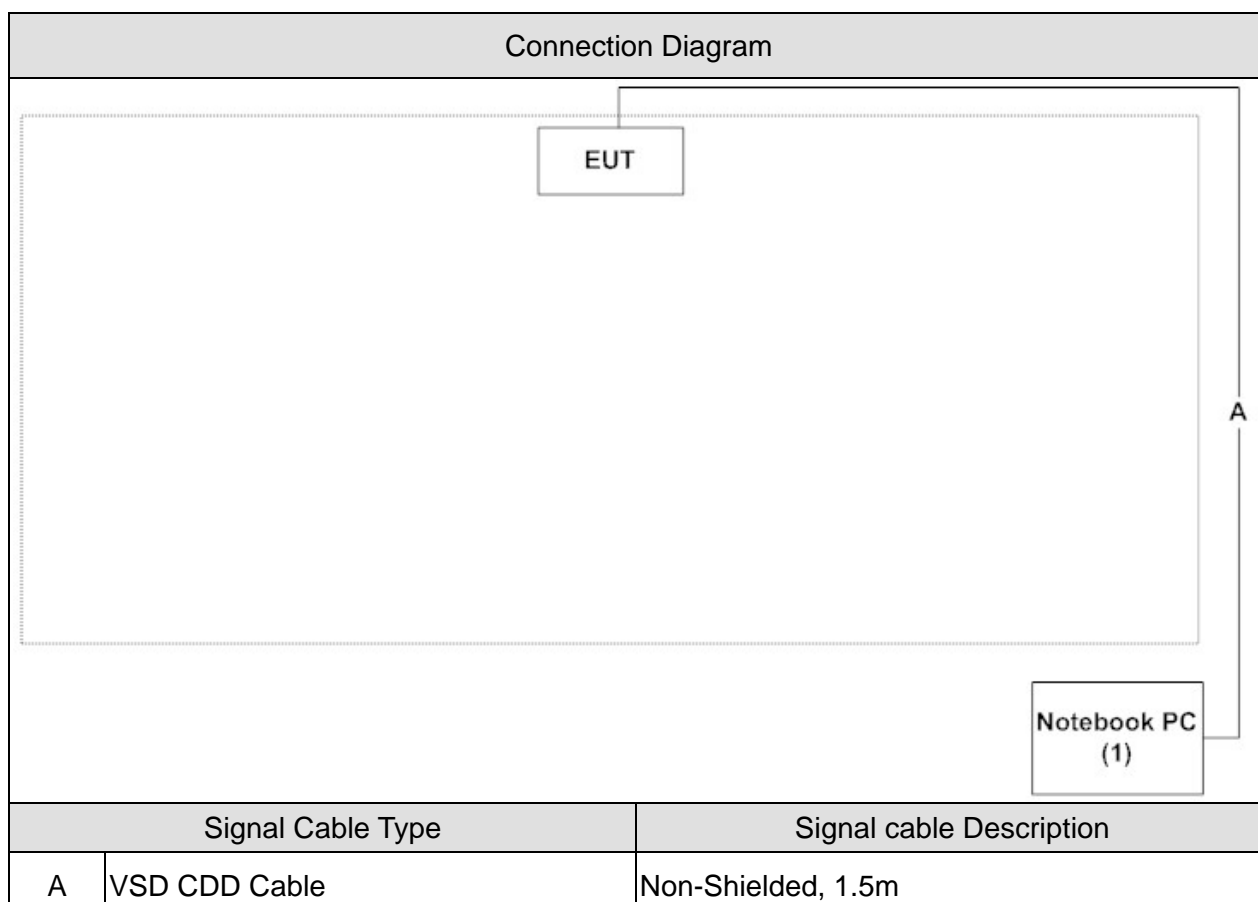 Connection Diagram
EUT
A
Notebook PC
(1)
Signal Cable Type Signal cable Description
A VSD CDD Cable Non-Shielded, 1.5m